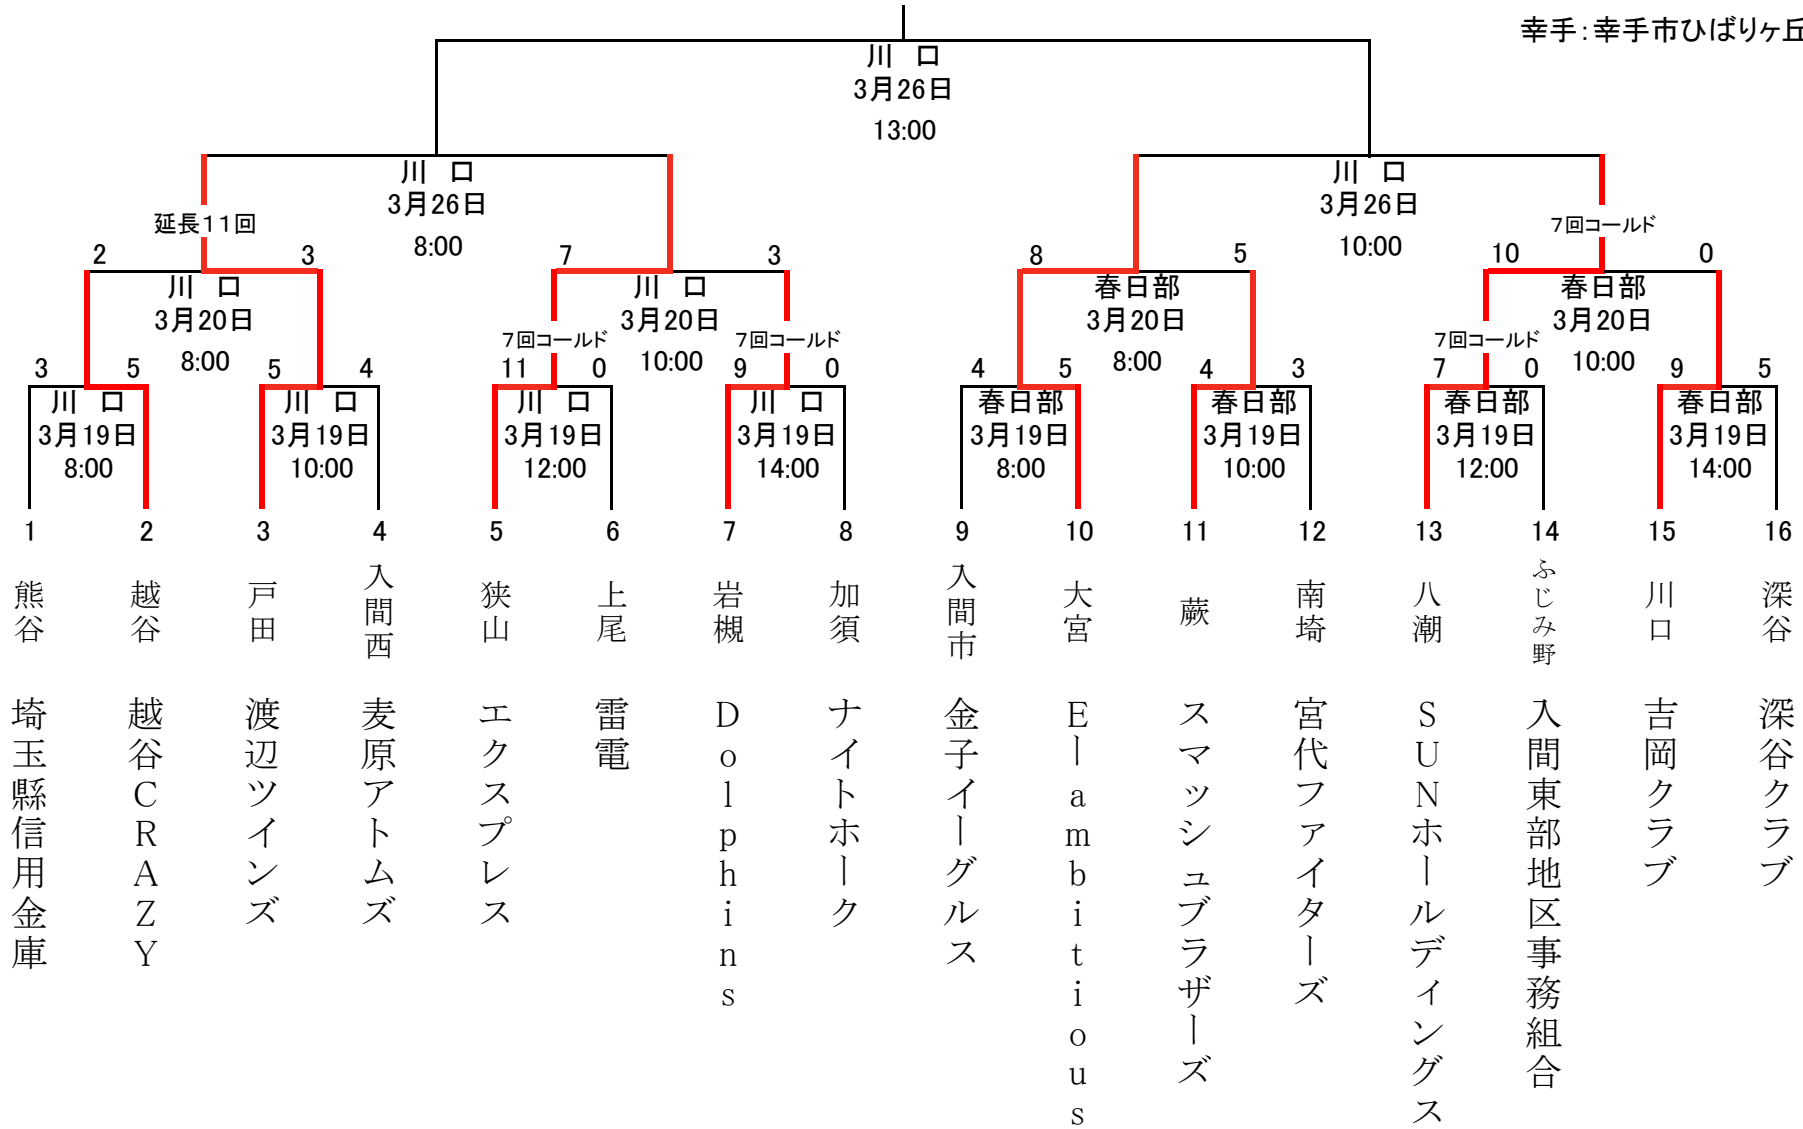 幸手：幸手市ひばりヶ丘
川　口
3月26日
13:00
川　口
3月26日
8:00
川　口
3月26日
10:00
延長１１回
7回コールド
2 3
川　口
3月20日
8:00
7 3
川　口
3月20日
10:00
8 5
春日部
3月20日
8:00
10 0
春日部
3月20日
10:00
7回コールド
7回コールド
7回コールド
3 5
川　口
3月19日
8:00
5 4
川　口
3月19日
10:00
11 0
川　口
3月19日
12:00
9 0
川　口
3月19日
14:00
4 5
春日部
3月19日
8:00
4 3
春日部
3月19日
10:00
7 0
春日部
3月19日
12:00
9 5
春日部
3月19日
14:00
1 2 3 4 5 6 7 8 9 10 11 12 13 14 15 16
熊谷
埼玉縣信用金庫
越谷
越谷CRAZY
戸田
渡辺ツインズ
入間西
麦原アトムズ
狭山
エクスプレス
上尾
雷電
岩槻
Dolphins
加須
ナイトホーク
入間市
金子イーグルス
大宮
El ambitious
蕨
スマッシュブラザーズ
南埼
宮代ファイターズ
八潮
SUNホールディングス
ふじみ野
入間東部地区事務組合
川口
吉岡クラブ
深谷
深谷クラブ